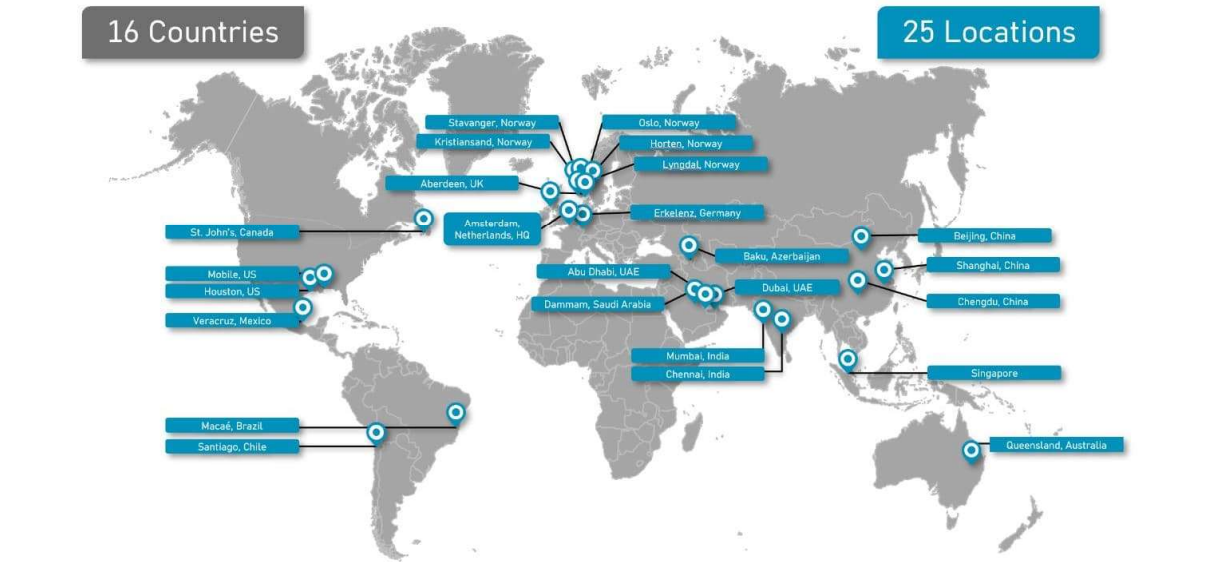 16 Countries
25 Locations
Stavanger, Norway
Oslo, Norway
Kristiansand, Norway
Horten, Norway
Lyngdal, Norway
Aberdeen, UK
Erkelenz, Germany
Amsterdam,
Netherlands, HQ
St. John's, Canada
Beijing, China
Baku, Azerbaijan
Shanghai, China
Mobile, US
Abu Dhabi, UAE
Houston, US
Dubai, UAE
Dammam, Saudi Arabia
Chengdu, China
Veracruz, Mexico
Mumbai, India
Chennai, India
Singapore
Macaé, Brazil
Santiago, Chile
Queensland, Australia